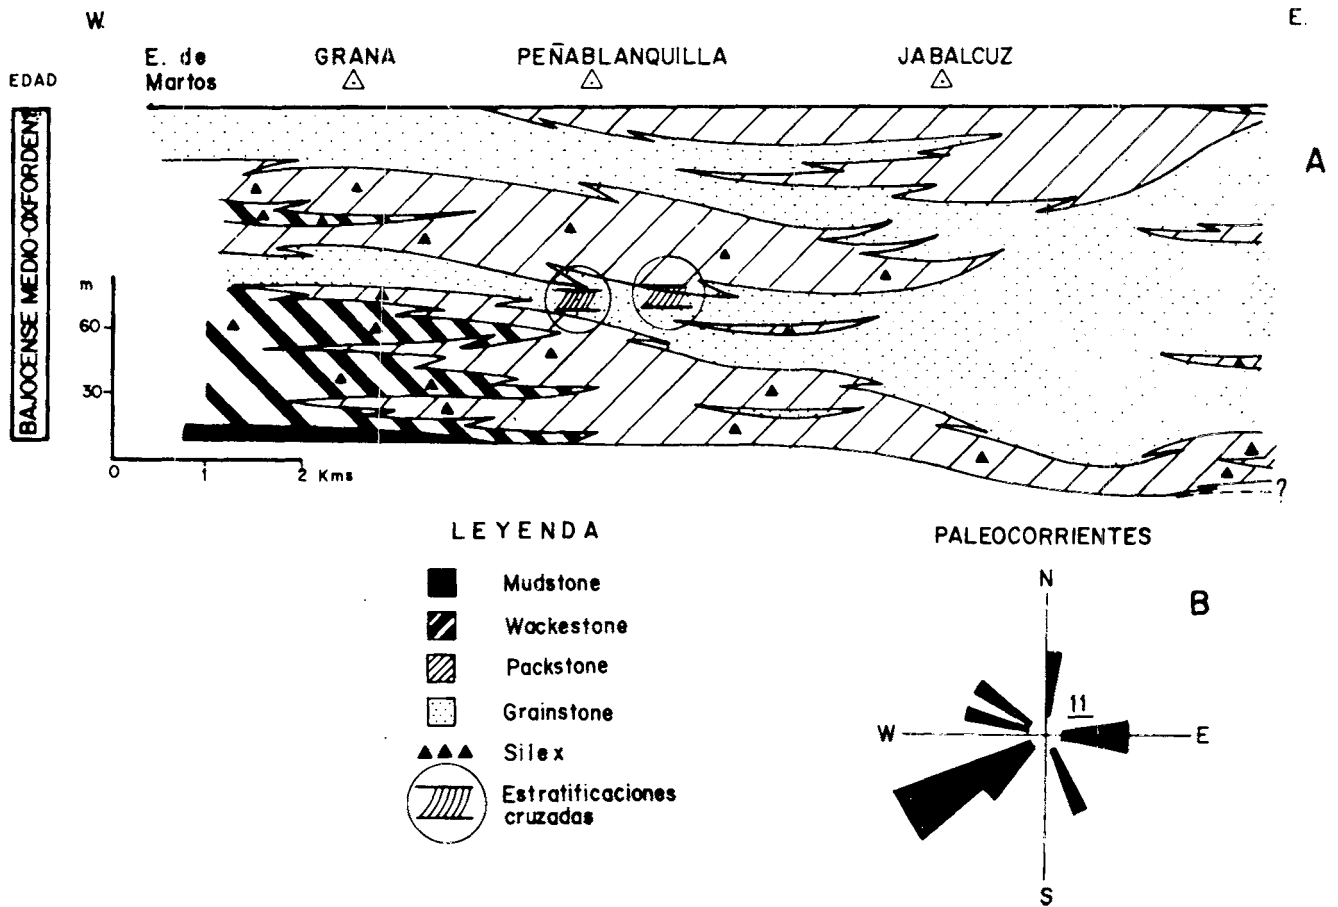 W.
E.
E. de
Martos
GRANA
PEÑABLANQUILLA
JABALCUZ
EDAD
BAJOCENSE MEDIO-OXFORDEN?
A
m
60
30
0
1
2
Kms
?
LEYENDA
Mudstone
Wackestone
Packstone
Grainstone
Silex
Estratificaciones
cruzadas
PALEOCORRIENTES
B
N
11
W
E
S